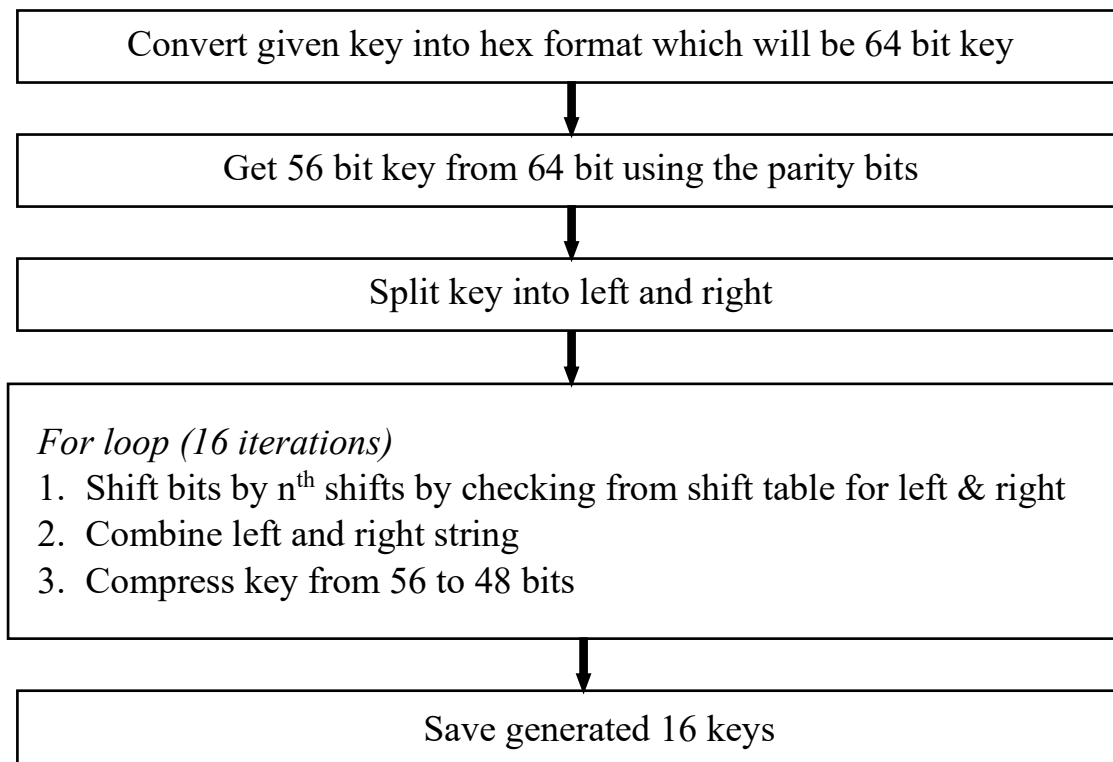 Convert given key into hex format which will be 64 bit key
Get 56 bit key from 64 bit using the parity bits
Split key into left and right
For loop (16 iterations)
1. Shift bits by nth shifts by checking from shift table for left & right
2. Combine left and right string
3. Compress key from 56 to 48 bits
Save generated 16 keys